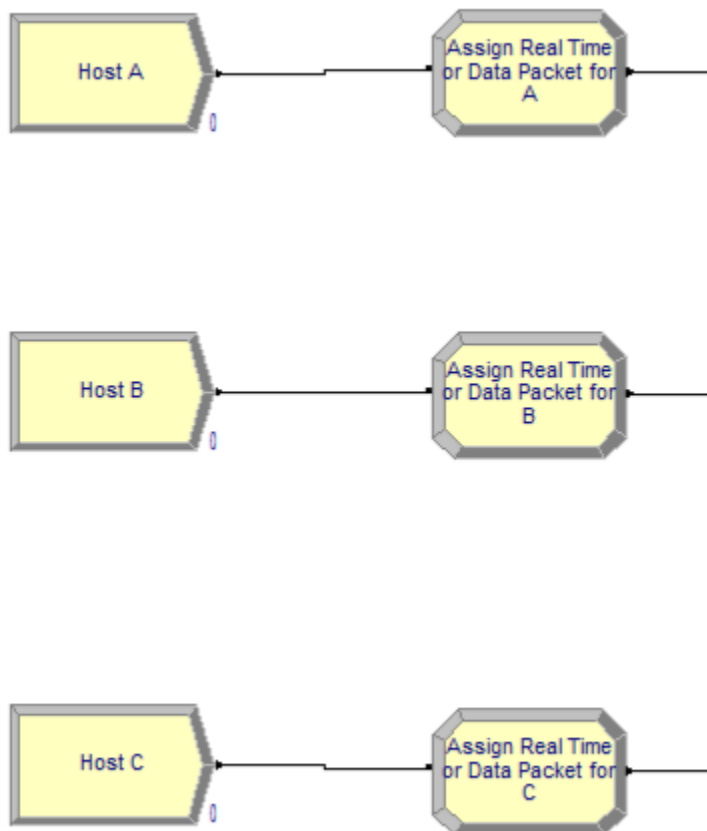 Host A
0
Assign Real Time
or Data Packet for
A
Host B
0
Assign Real Time
or Data Packet for
B
Host C
0
Assign Real Time
or Data Packet for
C